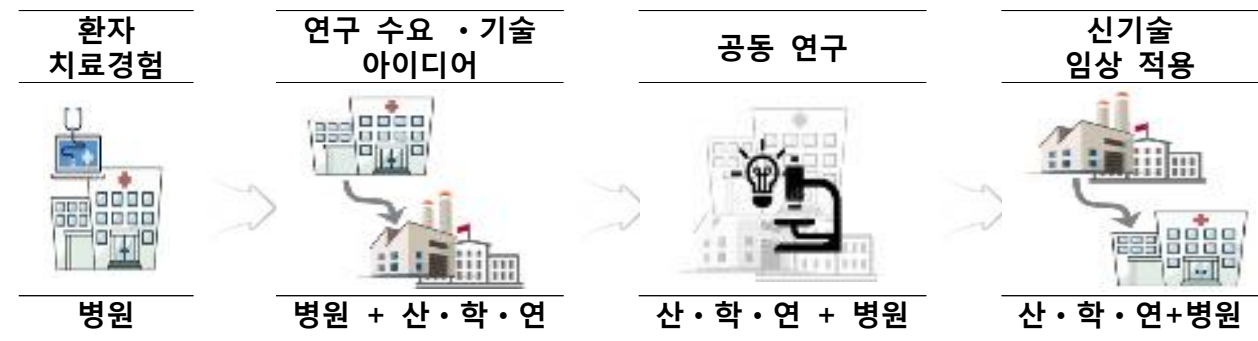 환자
치료경험
연구 수요 ・기술
아이디어
공동 연구
신기술
임상 적용
병원
병원 + 산・학・연
산・학・연 + 병원
산・학・연+병원